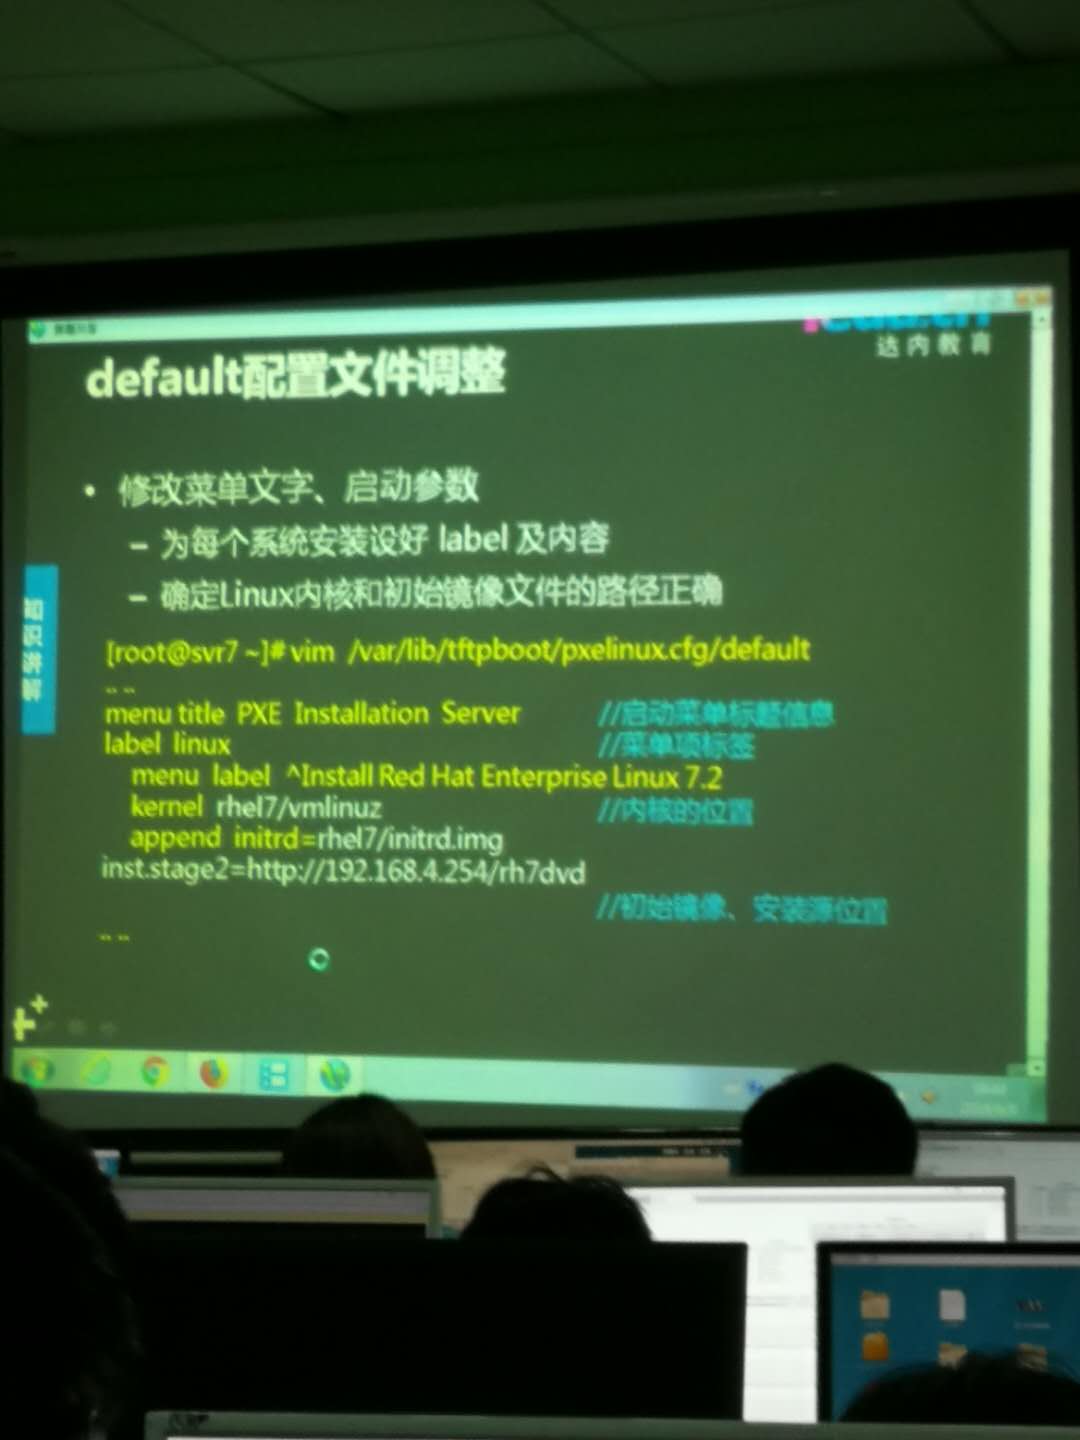 达内教育
default配置文件调整
• 修改菜单文字、启动参数
– 为每个系统安装设好 label 及内容
– 确定Linux内核和初始镜像文件的路径正确
知识讲解
[root@svr7 ~]# vim /var/lib/tftpboot/pxelinux.cfg/default
.. ..
menu title PXE Installation Server //启动菜单标题信息
label linux //菜单项标签
menu label ^Install Red Hat Enterprise Linux 7.2
kernel rhel7/vmlinuz //内核的位置
append initrd=rhel7/initrd.img
inst.stage2=http://192.168.4.254/rh7dvd
//初始镜像、安装源位置
.. ..